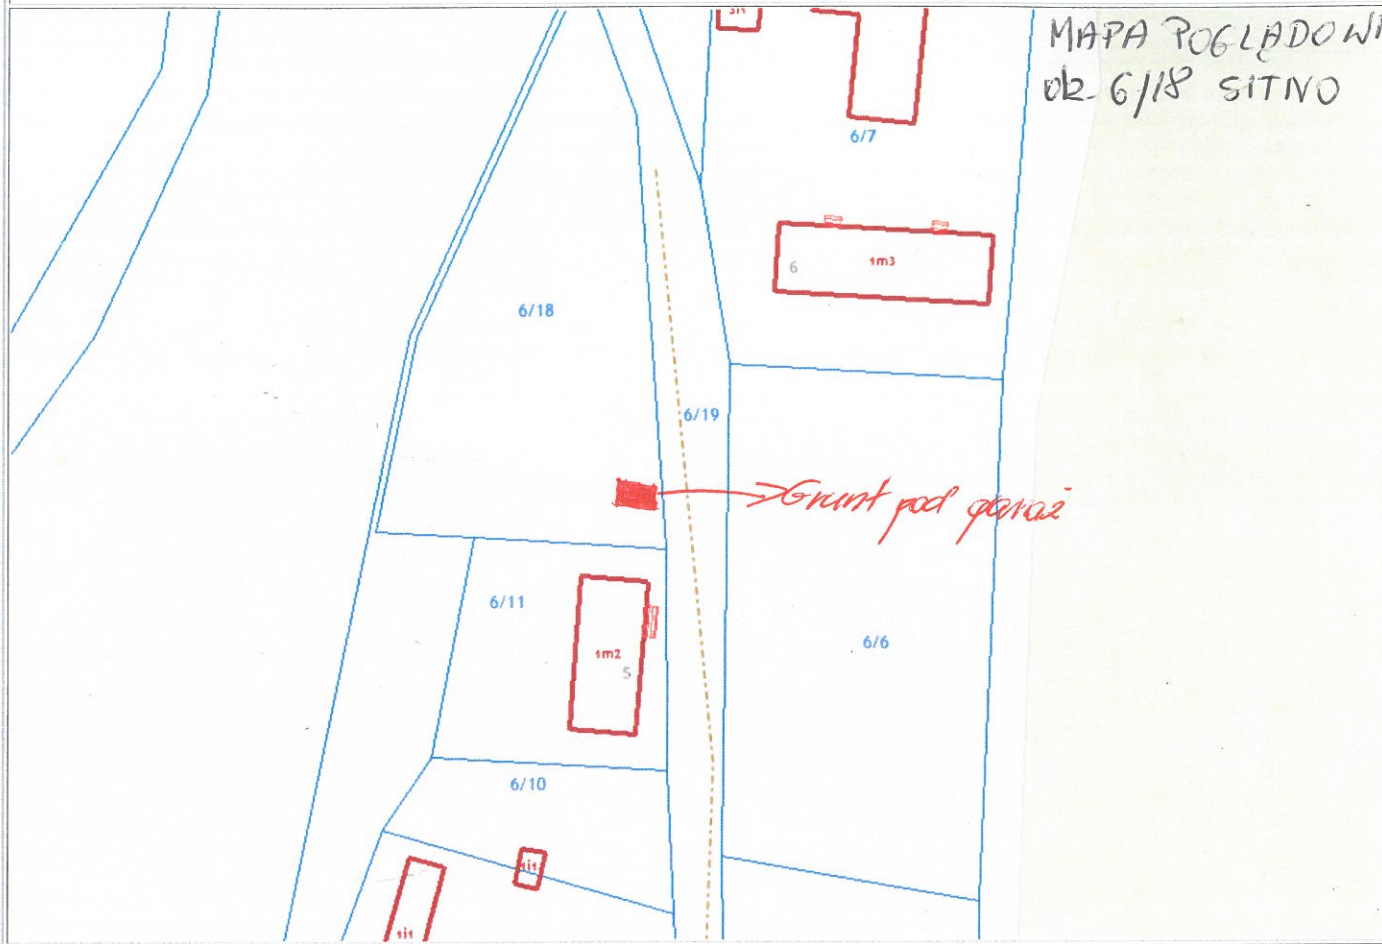 MAPA POGLĄDOWA
dz. 6/18 SITNO
6/7
6
1m3
6/18
6/19
Grunt pod garaż
6/11
1m2
5
6/6
6/10
1i1
1i1